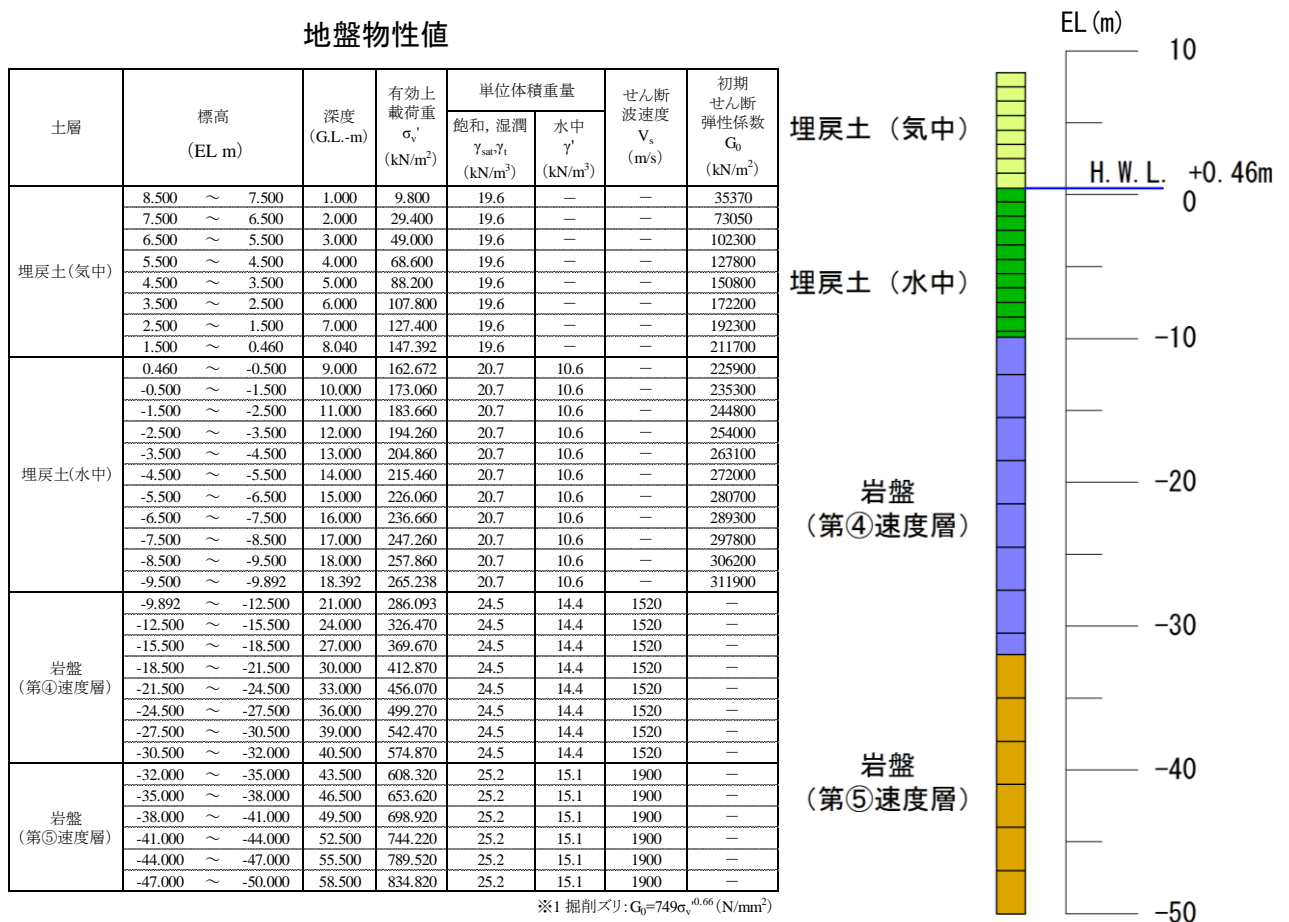 地盤物性値
土層 標高 (EL m) 深度 (G.L.-m) 有効上載荷重 σv' (kN/m²) 単位体積重量 せん断波速度 Vs (m/s) 初期せん断弾性係数 G0 (kN/m²)
飽和, 湿潤 γsat,γt (kN/m³) 水中 γ' (kN/m³)
埋戻土(気中)
8.500 ～ 7.500 1.000 9.800 19.6 － － 35370
7.500 ～ 6.500 2.000 29.400 19.6 － － 73050
6.500 ～ 5.500 3.000 49.000 19.6 － － 102300
5.500 ～ 4.500 4.000 68.600 19.6 － － 127800
4.500 ～ 3.500 5.000 88.200 19.6 － － 150800
3.500 ～ 2.500 6.000 107.800 19.6 － － 172200
2.500 ～ 1.500 7.000 127.400 19.6 － － 192300
1.500 ～ 0.460 8.040 147.392 19.6 － － 211700
埋戻土(水中)
0.460 ～ -0.500 9.000 162.672 20.7 10.6 － 225900
-0.500 ～ -1.500 10.000 173.060 20.7 10.6 － 235300
-1.500 ～ -2.500 11.000 183.660 20.7 10.6 － 244800
-2.500 ～ -3.500 12.000 194.260 20.7 10.6 － 254000
-3.500 ～ -4.500 13.000 204.860 20.7 10.6 － 263100
-4.500 ～ -5.500 14.000 215.460 20.7 10.6 － 272000
-5.500 ～ -6.500 15.000 226.060 20.7 10.6 － 280700
-6.500 ～ -7.500 16.000 236.660 20.7 10.6 － 289300
-7.500 ～ -8.500 17.000 247.260 20.7 10.6 － 297800
-8.500 ～ -9.500 18.000 257.860 20.7 10.6 － 306200
-9.500 ～ -9.892 18.392 265.238 20.7 10.6 － 311900
岩盤
(第④速度層)
-9.892 ～ -12.500 21.000 286.093 24.5 14.4 1520 －
-12.500 ～ -15.500 24.000 326.470 24.5 14.4 1520 －
-15.500 ～ -18.500 27.000 369.670 24.5 14.4 1520 －
-18.500 ～ -21.500 30.000 412.870 24.5 14.4 1520 －
-21.500 ～ -24.500 33.000 456.070 24.5 14.4 1520 －
-24.500 ～ -27.500 36.000 499.270 24.5 14.4 1520 －
-27.500 ～ -30.500 39.000 542.470 24.5 14.4 1520 －
-30.500 ～ -32.000 40.500 574.870 24.5 14.4 1520 －
岩盤
(第⑤速度層)
-32.000 ～ -35.000 43.500 608.320 25.2 15.1 1900 －
-35.000 ～ -38.000 46.500 653.620 25.2 15.1 1900 －
-38.000 ～ -41.000 49.500 698.920 25.2 15.1 1900 －
-41.000 ～ -44.000 52.500 744.220 25.2 15.1 1900 －
-44.000 ～ -47.000 55.500 789.520 25.2 15.1 1900 －
-47.000 ～ -50.000 58.500 834.820 25.2 15.1 1900 －
※1 掘削ズリ:G0=749σv'^0.66(N/mm²)
EL(m)
10
埋戻土（気中）
H.W.L. +0.46m
0
埋戻土（水中）
-10
-20
岩盤
（第④速度層）
-30
岩盤
（第⑤速度層）
-40
-50